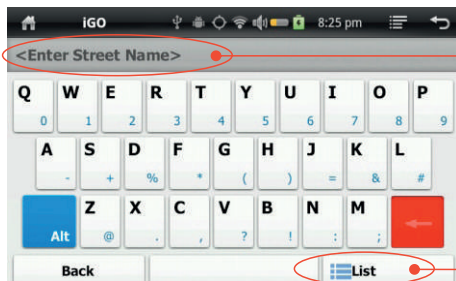 iGO 8:25 pm
<Enter Street Name>
Q W E R T Y U I O P
0 1 2 3 4 5 6 7 8 9
A S D F G H J K L
- + % * ( ) = & #
Z X C V B N M
Alt @ . , ? ! : ;
Back List